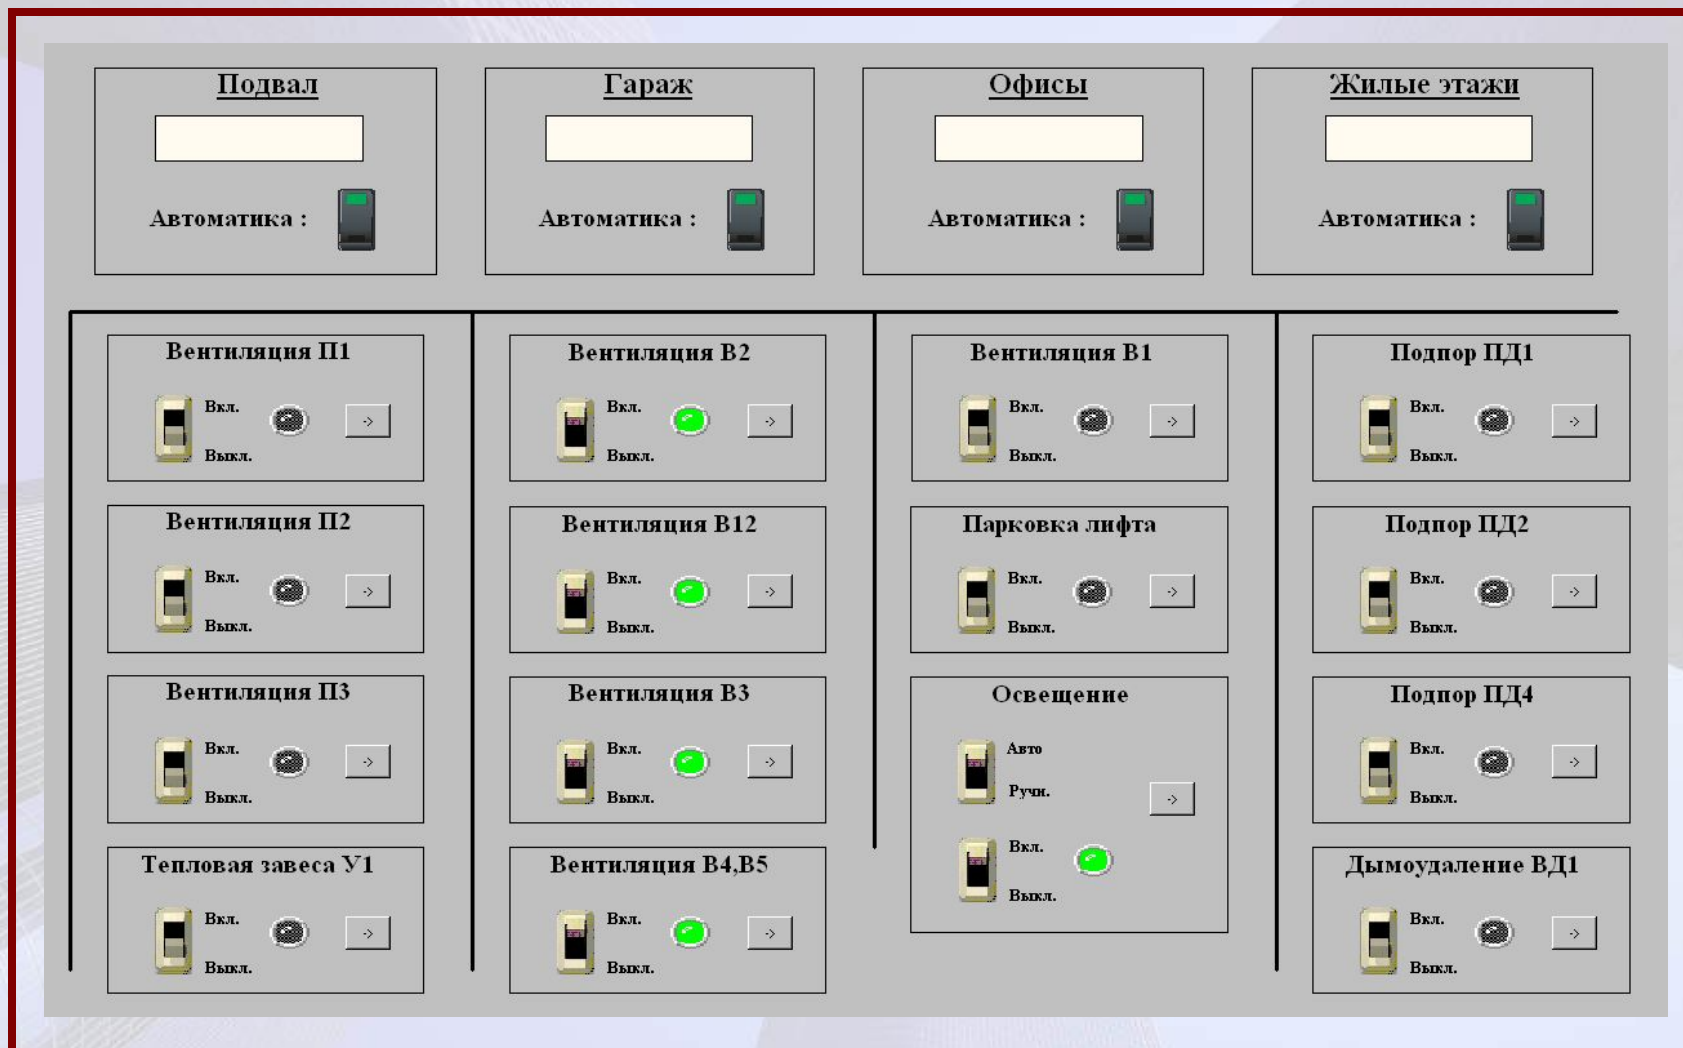 Подвал
Автоматика :
Гараж
Автоматика :
Офисы
Автоматика :
Жилые этажи
Автоматика :
Вентиляция П1
Вкл.
->
Выкл.
Вентиляция П2
Вкл.
->
Выкл.
Вентиляция П3
Вкл.
->
Выкл.
Тепловая завеса У1
Вкл.
->
Выкл.
Вентиляция В2
Вкл.
->
Выкл.
Вентиляция В12
Вкл.
->
Выкл.
Вентиляция В3
Вкл.
->
Выкл.
Вентиляция В4,В5
Вкл.
->
Выкл.
Вентиляция В1
Вкл.
->
Выкл.
Парковка лифта
Вкл.
->
Выкл.
Освещение
Авто
Ручн.
->
Вкл.
Выкл.
Подпор ПД1
Вкл.
->
Выкл.
Подпор ПД2
Вкл.
->
Выкл.
Подпор ПД4
Вкл.
->
Выкл.
Дымоудаление ВД1
Вкл.
->
Выкл.